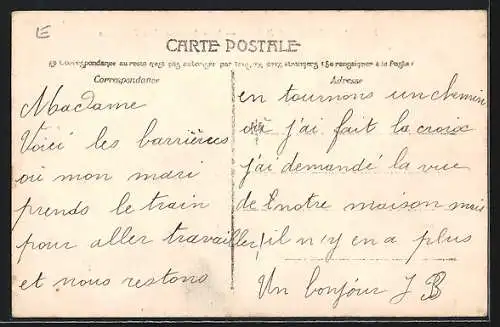 E
CARTE POSTALE
Correspondance
Madame
Voici les barrières
où mon mari
prends le train
pour aller travailler,
et nous restons
Adresse
en tournons un chemin
où j'ai fait la croix
j'ai demandé la vue
de notre maison mais
il n'y en a plus
Un bonjour J B